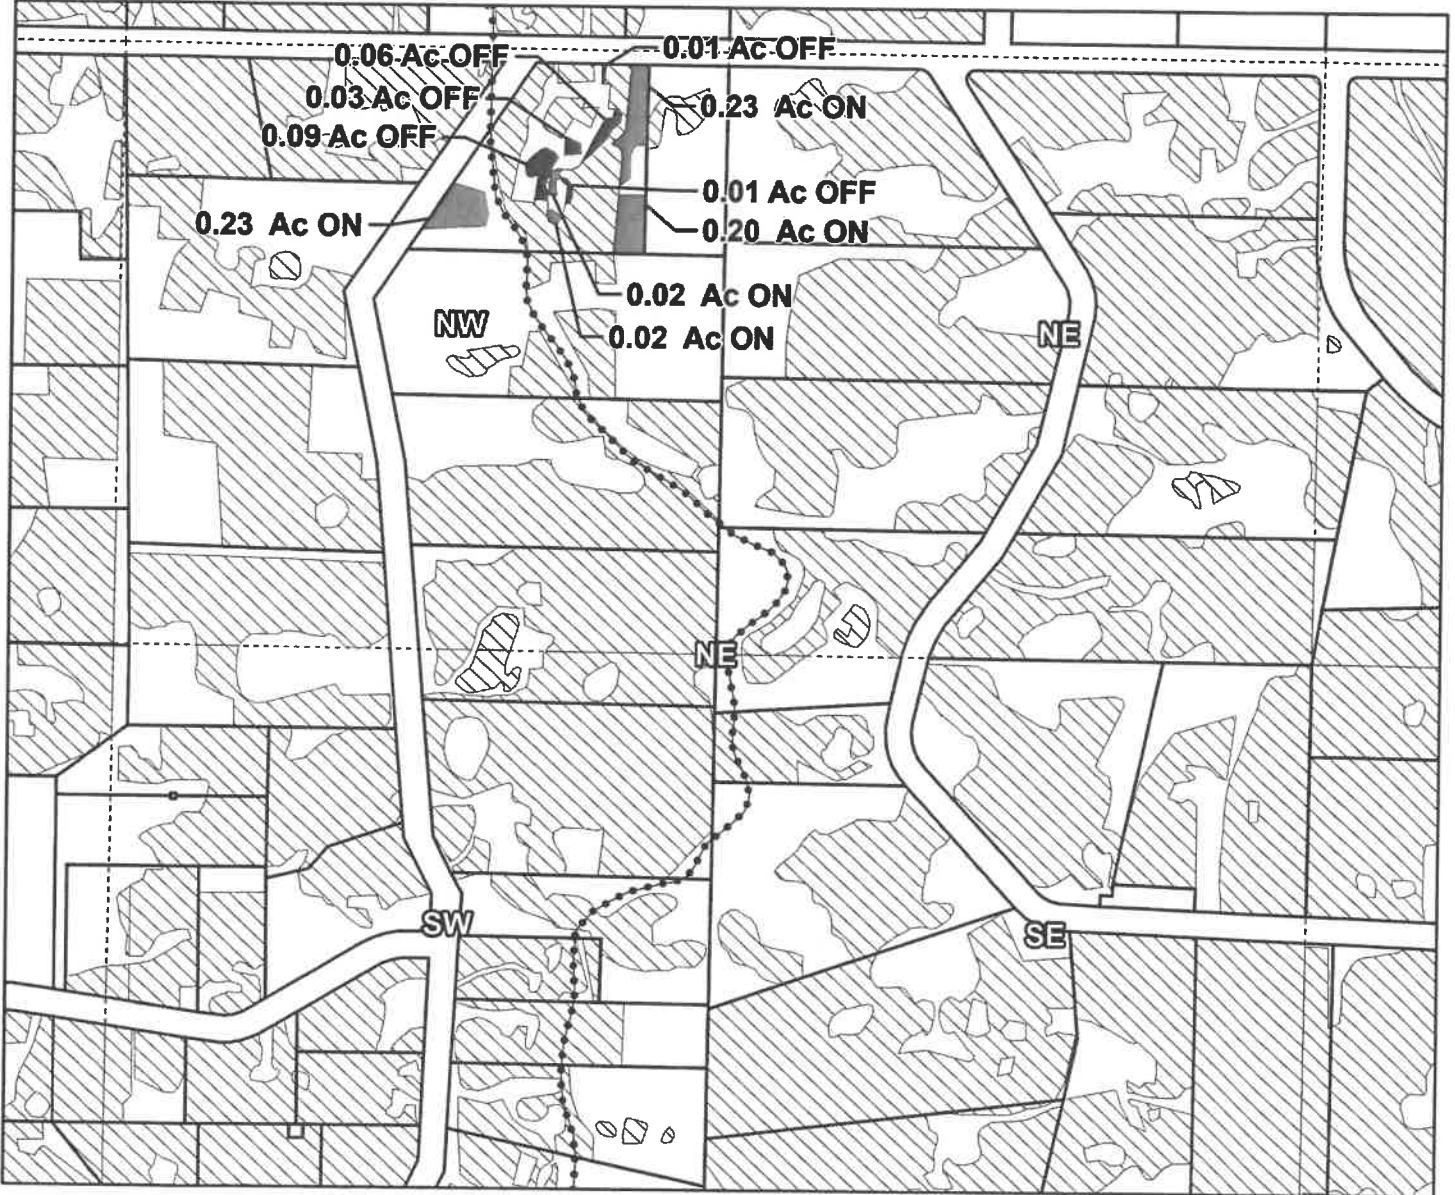 0.06 Ac OFF
0.01 Ac OFF
0.03 Ac OFF
0.23 Ac ON
0.09 Ac OFF
0.01 Ac OFF
0.23 Ac ON
0.20 Ac ON
0.02 Ac ON
NW
NE
0.02 Ac ON
NE
SW
SE